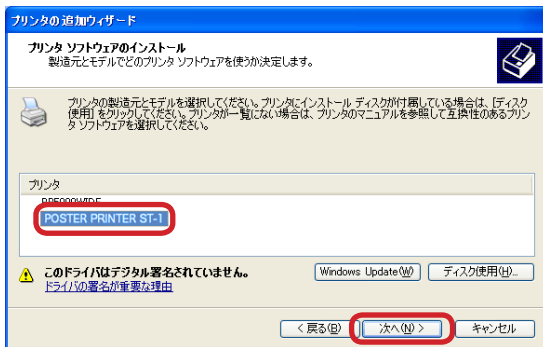 プリンタの追加ウィザード
プリンタ ソフトウェアのインストール
製造元とモデルでどのプリンタ ソフトウェアを使うか決定します。
プリンタの製造元とモデルを選択してください。プリンタにインストール ディスクが付属している場合は、[ディスク
使用] をクリックしてください。プリンタが一覧にない場合は、プリンタのマニュアルを参照して互換性のあるプリン
タ ソフトウェアを選択してください。
プリンタ
POSTER PRINTER ST-1
このドライバはデジタル署名されていません。
ドライバの署名が重要な理由
Windows Update(W)
ディスク使用(H)...
< 戻る(B)
次へ(N) >
キャンセル